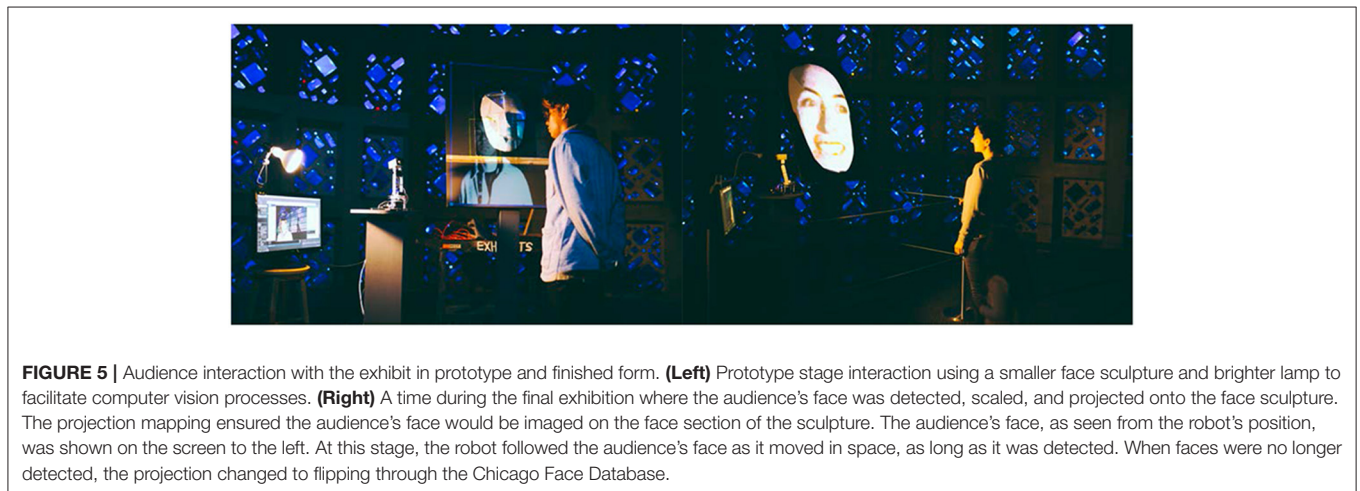 EXH TS
FIGURE 5 | Audience interaction with the exhibit in prototype and finished form. (Left) Prototype stage interaction using a smaller face sculpture and brighter lamp to
facilitate computer vision processes. (Right) A time during the final exhibition where the audience's face was detected, scaled, and projected onto the face sculpture.
The projection mapping ensured the audience's face would be imaged on the face section of the sculpture. The audience's face, as seen from the robot's position,
was shown on the screen to the left. At this stage, the robot followed the audience's face as it moved in space, as long as it was detected. When faces were no longer
detected, the projection changed to flipping through the Chicago Face Database.